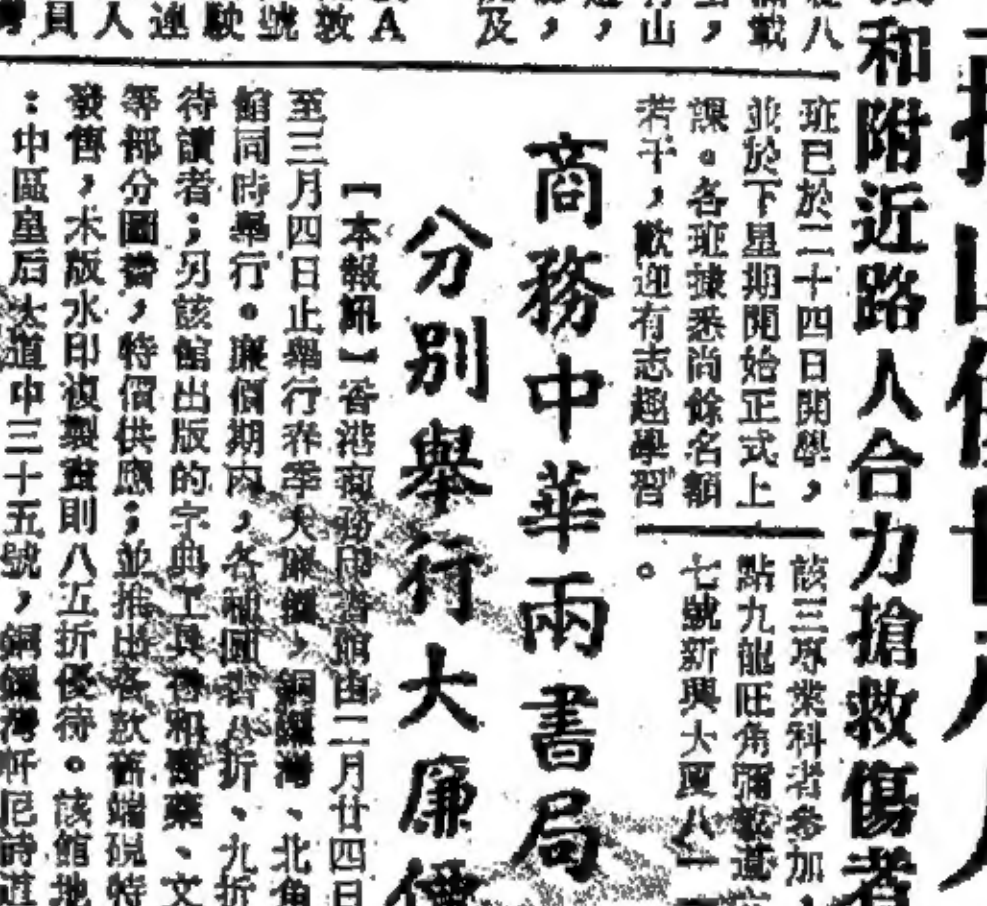 和附近路人合力搶救傷者
班已於二十四日開學，
並於下星期開始正式上
課。各班據悉尚餘名額
若干，歡迎有志趣學習
該三專業科者參加，
點九龍旺角彌敦道六
七號新興大廈八一
。
商務中華兩書局
分別舉行大廉價
【本報訊】香港商務印書館由二月廿四日
至三月四日止舉行春季大廉價，銅鑼灣、北角
館同時舉行。廉價期內，各種圖書八折、九折
待讀者；另該館出版的字典工具書和醫藥、文
等部分圖書，特價供應；並推出各款舊端硯特
發售，木版水印複製畫則八五折優待。該館地
：中區皇后大道中三十五號，銅鑼灣軒尼詩道